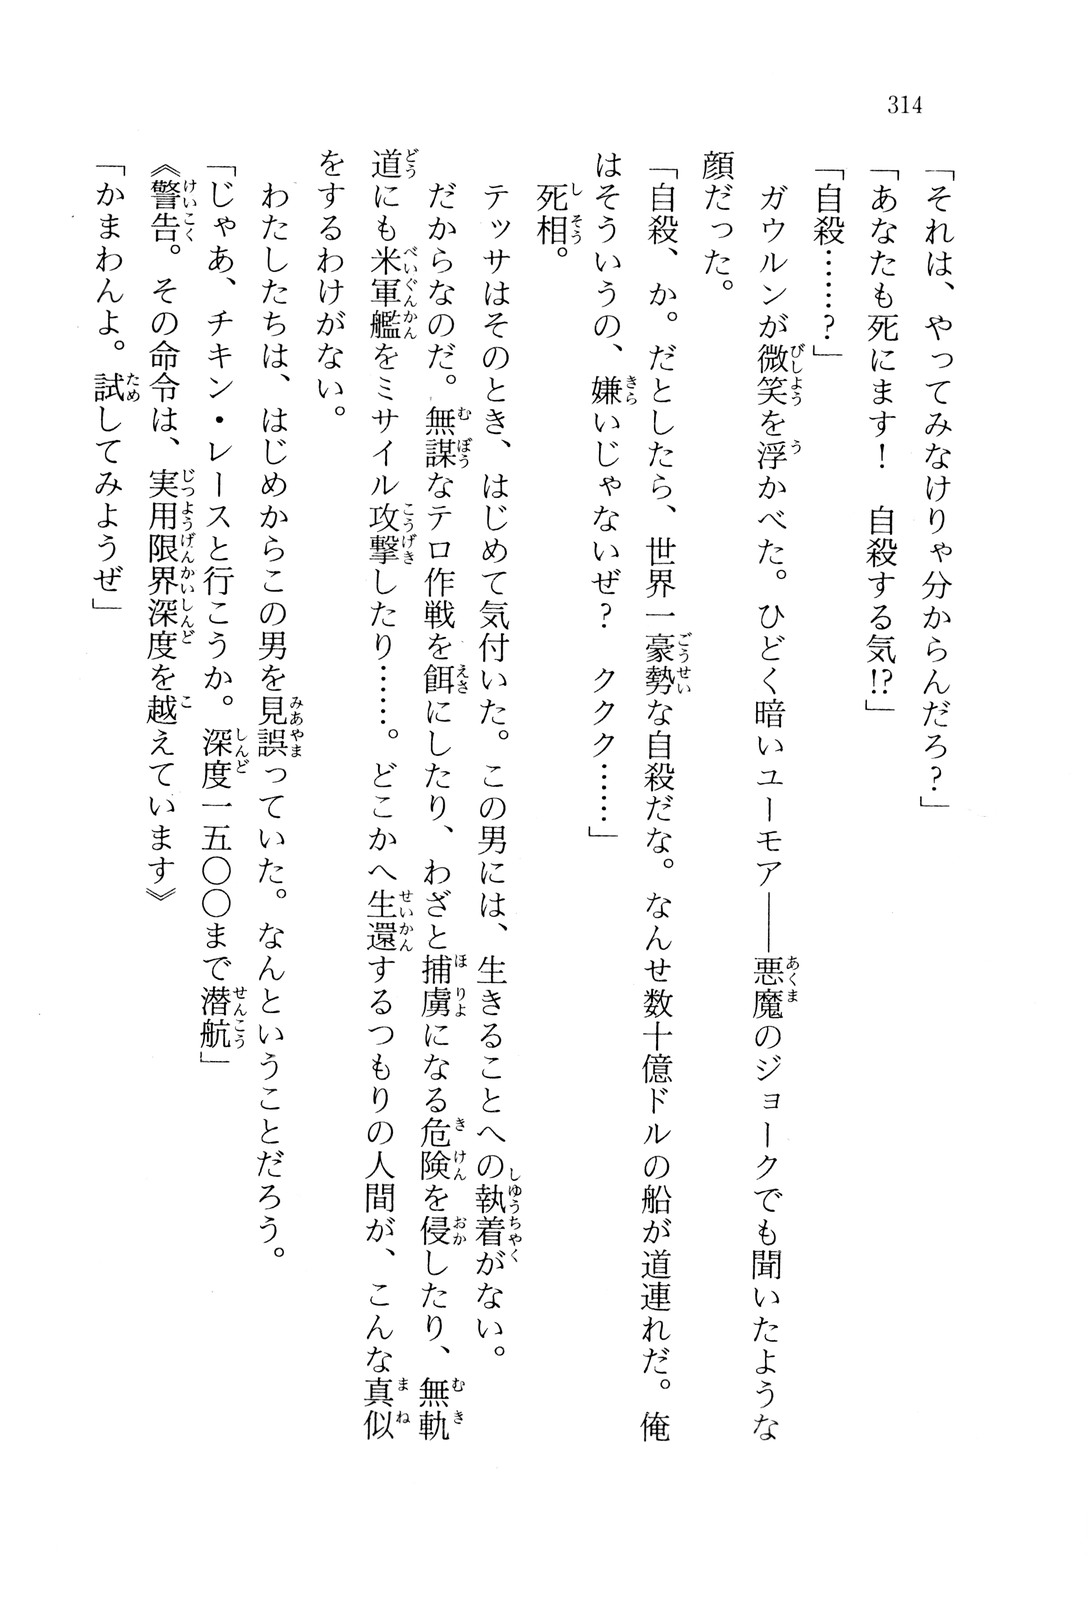 314
「それは、やってみなけりゃ分からんだろ?」
「あなたも死にます! 自殺する気!?」
「自殺……?」
ガウルンが微笑を浮かべた。ひどく暗いユーモア――悪魔のジョークでも聞いたような
顔だった。
「自殺、か。だとしたら、世界一豪勢な自殺だな。なんせ数十億ドルの船が道連れだ。俺
はそういうの、嫌いじゃないぜ? ククク……」
死相。
テッサはそのとき、はじめて気付いた。この男には、生きることへの執着がない。
だからなのだ。無謀なテロ作戦を餌にしたり、わざと捕虜になる危険を侵したり、無軌
道にも米軍艦をミサイル攻撃したり……。どこかへ生還するつもりの人間が、こんな真似
をするわけがない。
わたしたちは、はじめからこの男を見誤っていた。なんということだろう。
「じゃあ、チキン・レースと行こうか。深度一五〇〇まで潜航」
《警告。その命令は、実用限界深度を越えています》
「かまわんよ。試してみようぜ」